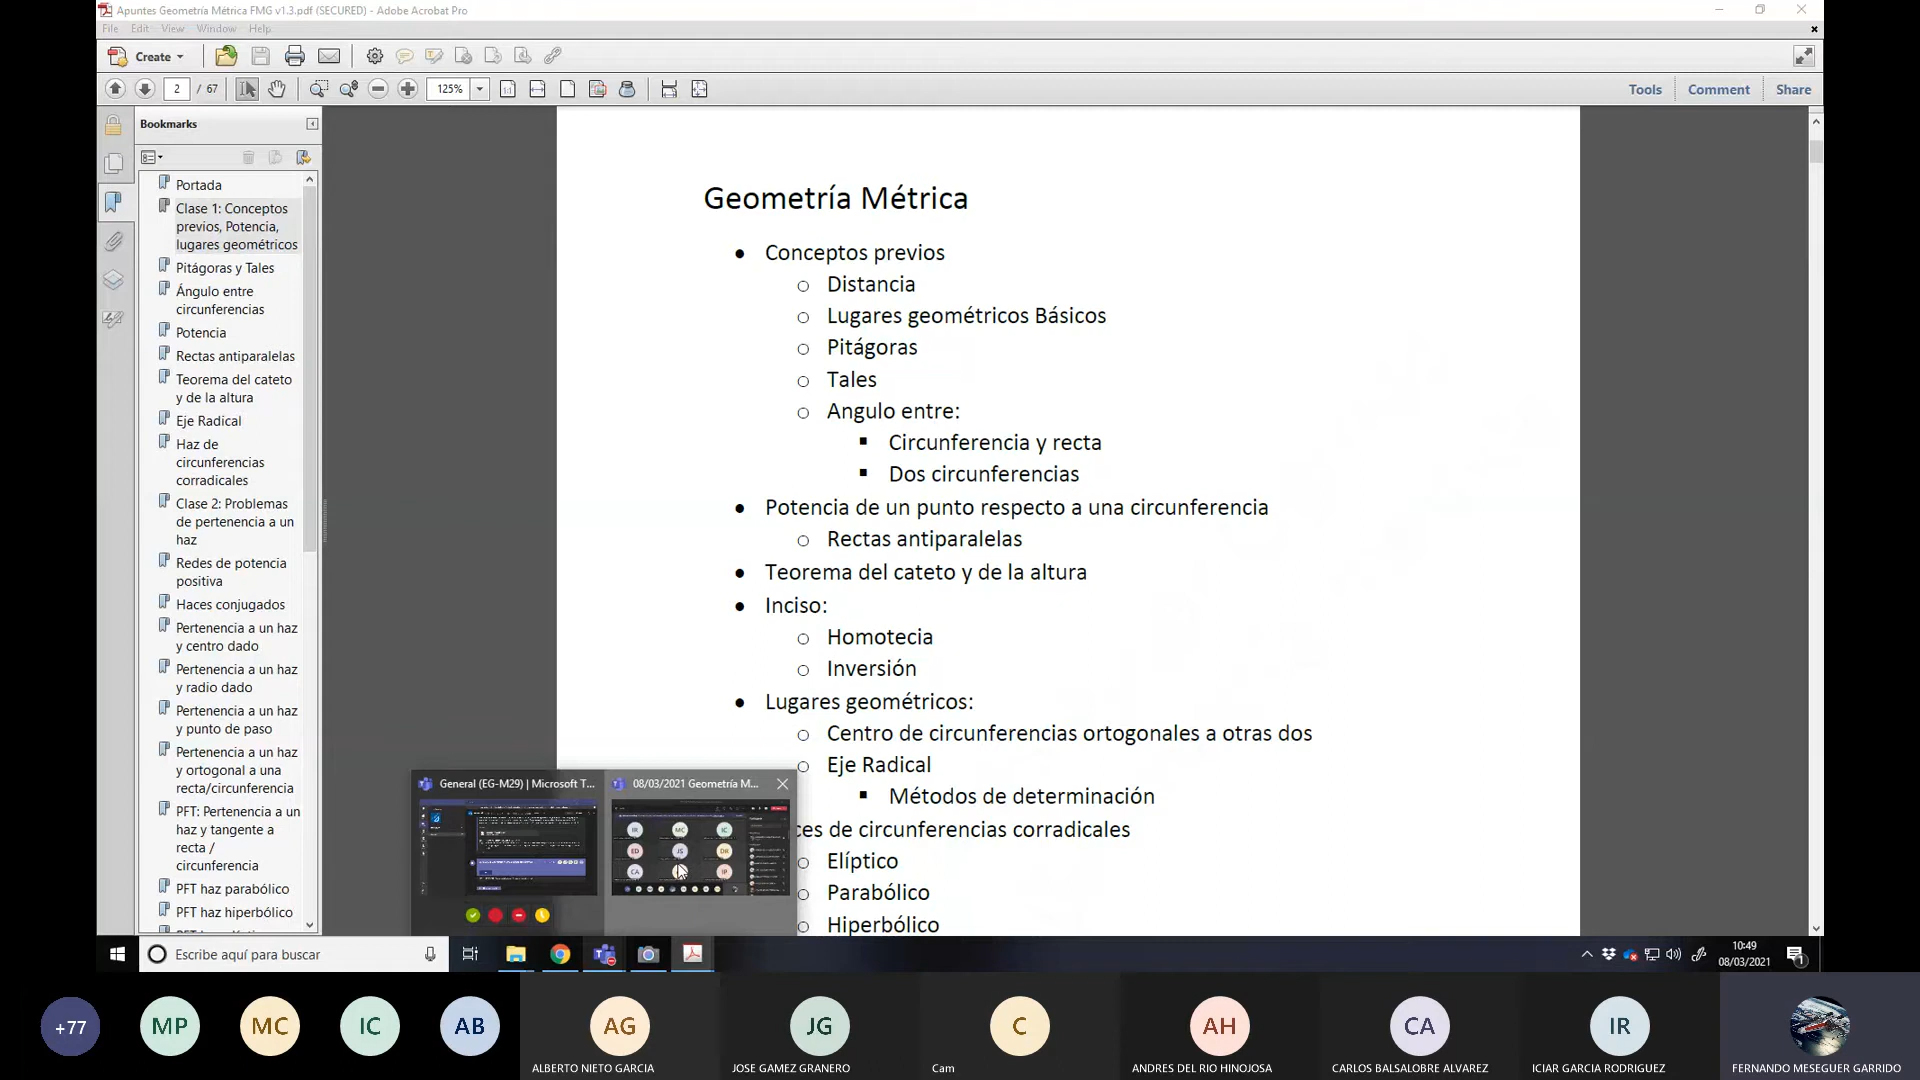 Apuntes Geometría Métrica FMG v1.3.pdf (SECURED) - Adobe Acrobat Pro
File Edit View Window Help
Create
2 / 67
125%
Tools Comment Share
Bookmarks
Portada
Clase 1: Conceptos
previos, Potencia,
lugares geométricos
Pitágoras y Tales
Ángulo entre
circunferencias
Potencia
Rectas antiparalelas
Teorema del cateto
y de la altura
Eje Radical
Haz de
circunferencias
corradicales
Clase 2: Problemas
de pertenencia a un
haz
Redes de potencia
positiva
Haces conjugados
Pertenencia a un haz
y centro dado
Pertenencia a un haz
y radio dado
Pertenencia a un haz
y punto de paso
Pertenencia a un haz
y ortogonal a una
recta/circunferencia
PFT: Pertenencia a un
haz y tangente a
recta /
circunferencia
PFT haz parabólico
PFT haz hiperbólico
Geometría Métrica
Conceptos previos
Distancia
Lugares geométricos Básicos
Pitágoras
Tales
Angulo entre:
Circunferencia y recta
Dos circunferencias
Potencia de un punto respecto a una circunferencia
Rectas antiparalelas
Teorema del cateto y de la altura
Inciso:
Homotecia
Inversión
Lugares geométricos:
Centro de circunferencias ortogonales a otras dos
Eje Radical
Métodos de determinación
ces de circunferencias corradicales
Elíptico
Parabólico
Hiperbólico
General (EG-M29) | Microsoft T...
08/03/2021 Geometría M...
IR MC IC
ED JS DR
CA IP
Escribe aquí para buscar
10:49
08/03/2021
1
+77
MP
MC
IC
AB
AG
ALBERTO NIETO GARCIA
JG
JOSE GAMEZ GRANERO
C
Cam
AH
ANDRES DEL RIO HINOJOSA
CA
CARLOS BALSALOBRE ALVAREZ
IR
ICIAR GARCIA RODRIGUEZ
FERNANDO MESEGUER GARRIDO